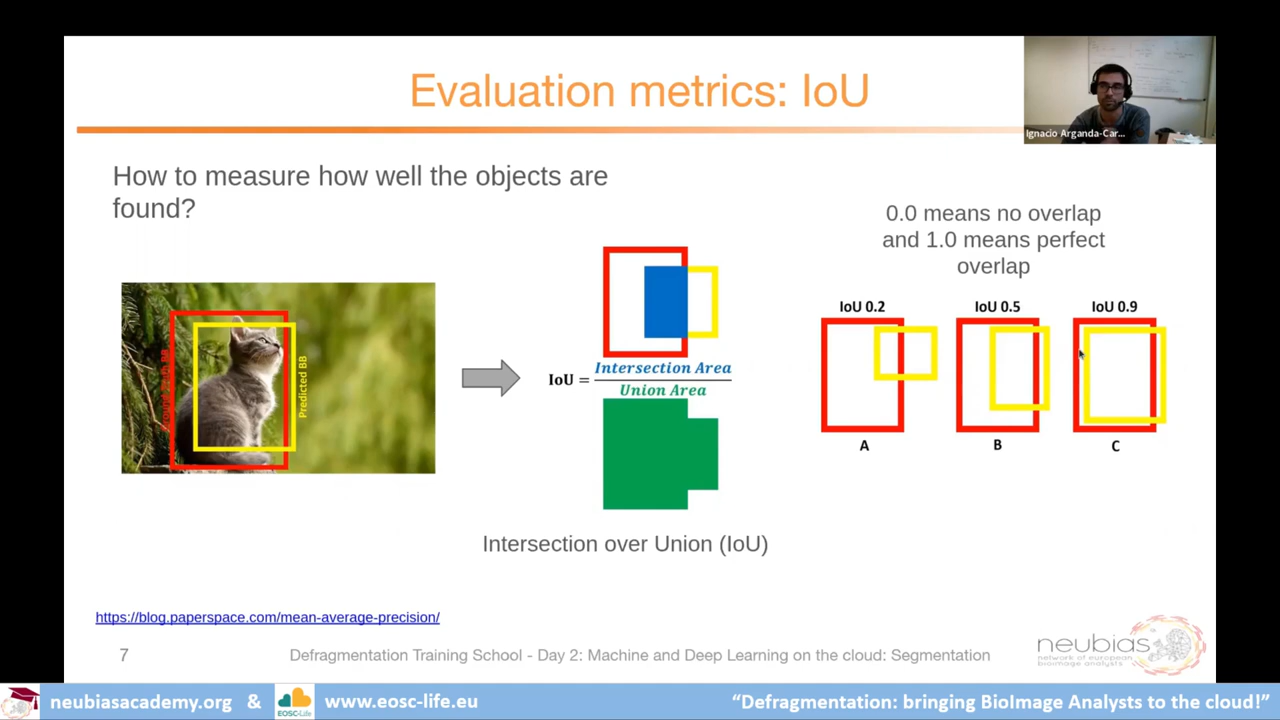 Evaluation metrics: IoU
Ignacio Arganda-Car...
How to measure how well the objects are
found?
0.0 means no overlap
and 1.0 means perfect
overlap
Predicted BB
IoU = Intersection Area
Union Area
IoU 0.2
IoU 0.5
IoU 0.9
A
B
C
Intersection over Union (IoU)
https://blog.paperspace.com/mean-average-precision/
7
Defragmentation Training School - Day 2: Machine and Deep Learning on the cloud: Segmentation
neubias
network of european
bioimage analysts
neubiasacademy.org & EOSC-Life www.eosc-life.eu
“Defragmentation: bringing BioImage Analysts to the cloud!”